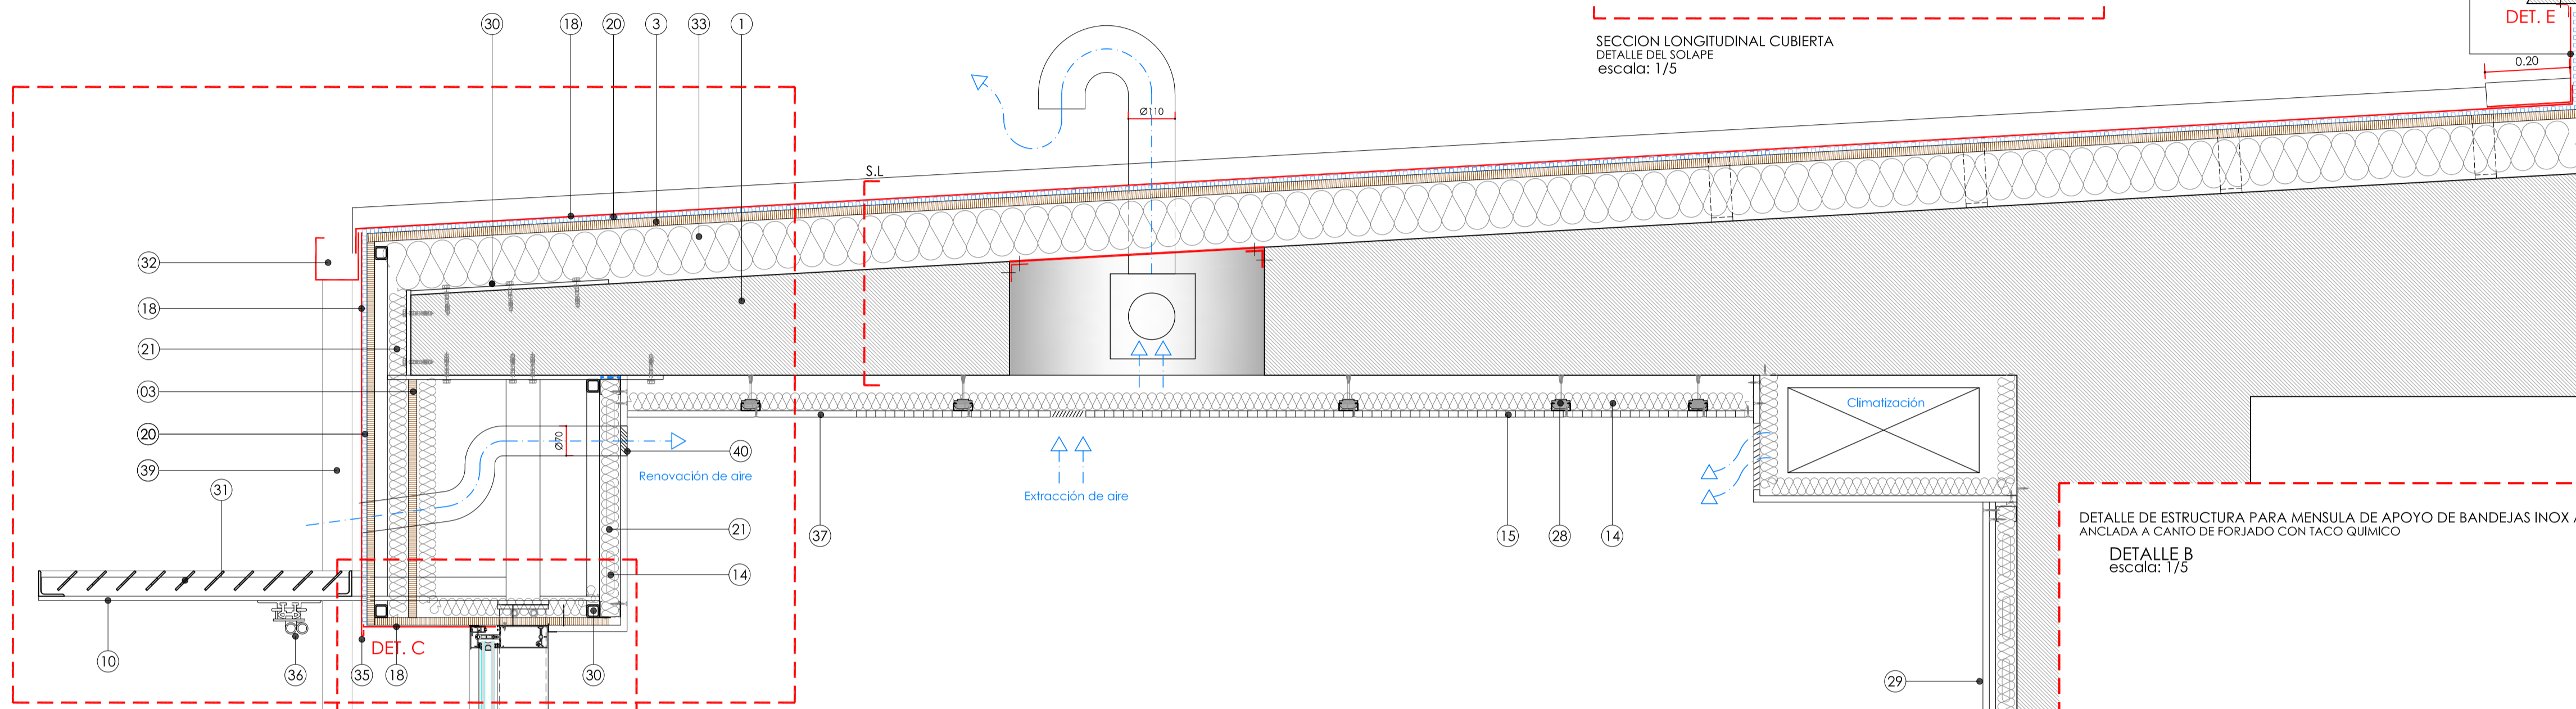 30
18
20
3
33
1
SECCION LONGITUDINAL CUBIERTA
DETALLE DEL SOLAPE
escala: 1/5
DET. E
0.20
Ø110
S.L
32
18
21
03
20
39
31
Ø70
Renovación de aire
40
Extracción de aire
Climatización
21
37
15
28
14
14
DETALLE DE ESTRUCTURA PARA MENSULA DE APOYO DE BANDEJAS INOX
ANCLADA A CANTO DE FORJADO CON TACO QUIMICO
DETALLE B
escala: 1/5
10
36
35
DET. C
18
30
29